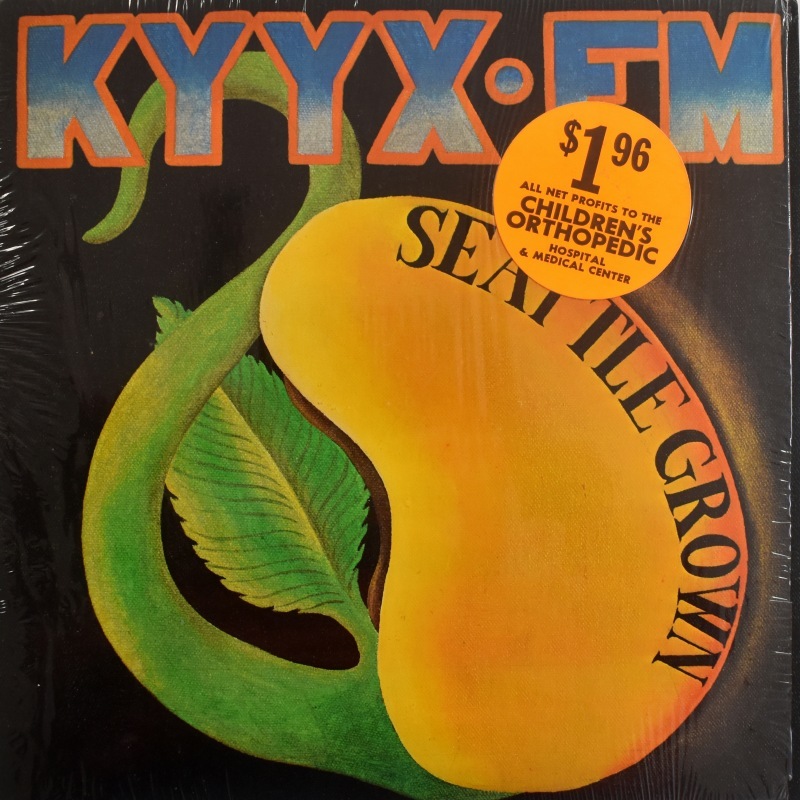 KYYX•FM
$1 96
ALL NET PROFITS TO THE
CHILDREN'S
ORTHOPEDIC
HOSPITAL
& MEDICAL CENTER
SEATTLE GROWN